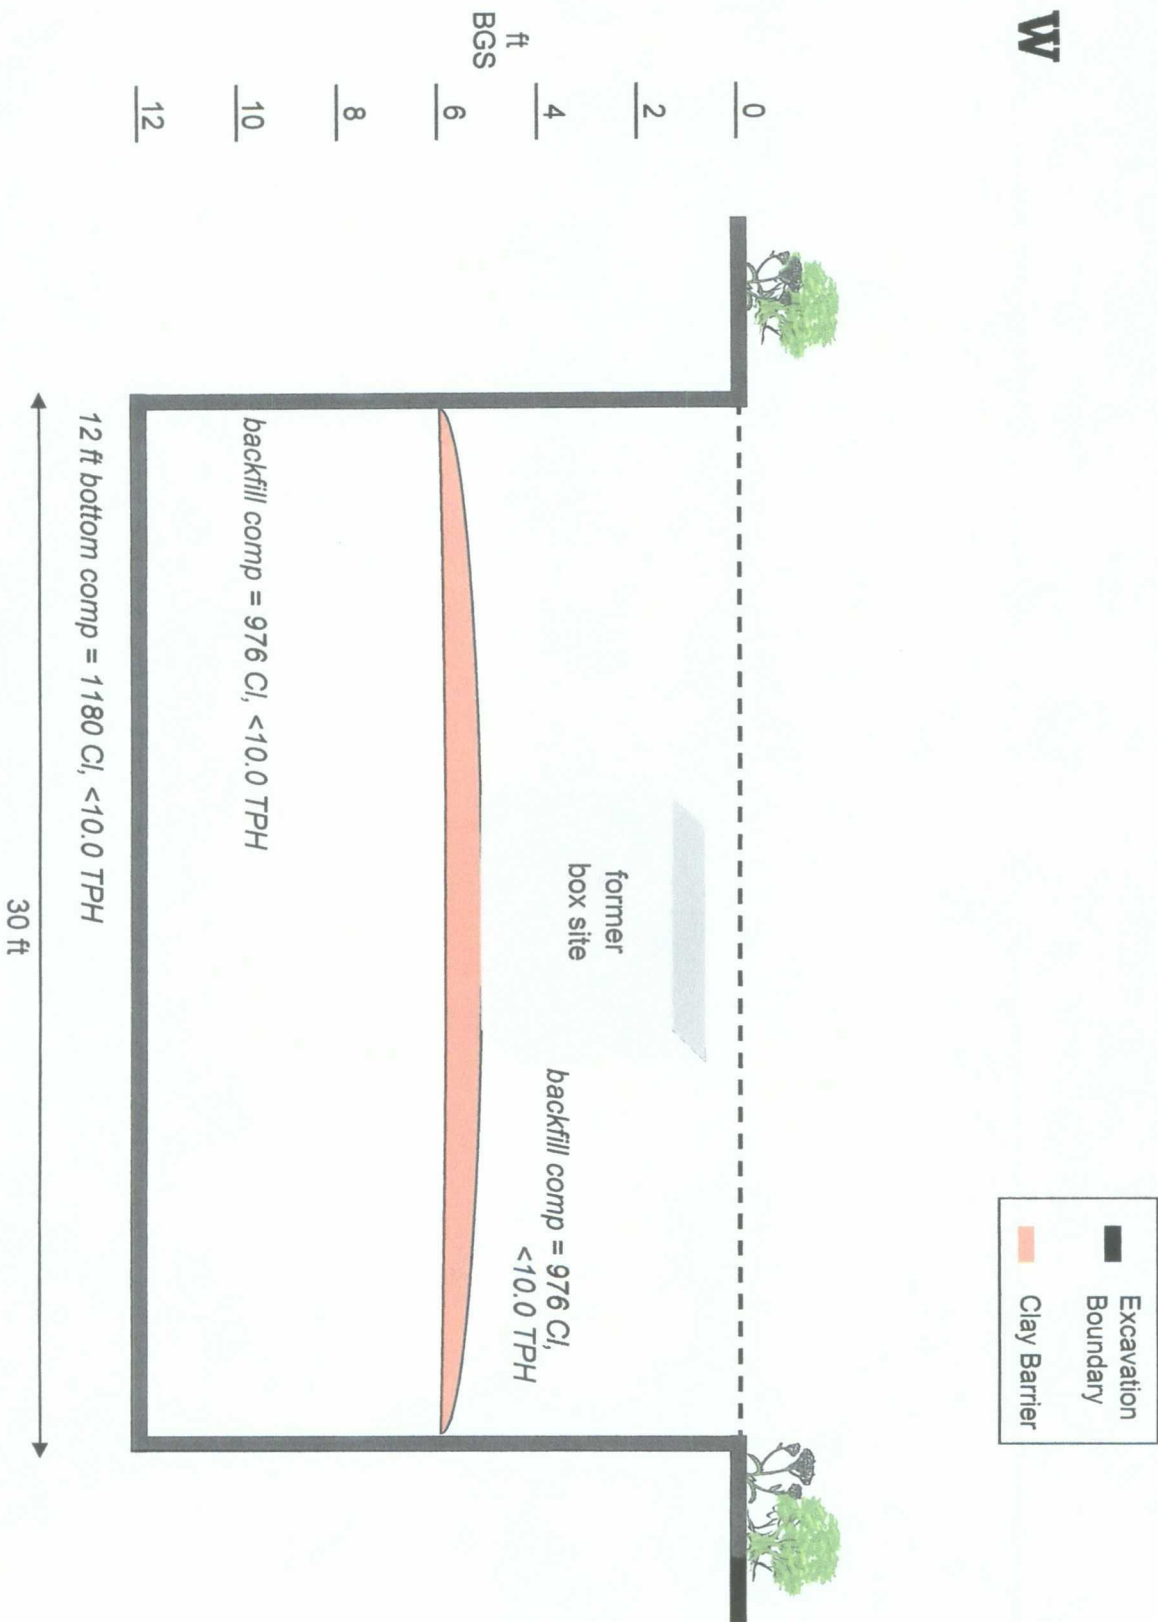 W
Excavation
Boundary
Clay Barrier
0
2
4
ft
BGS
6
8
10
12
former
box site
backfill comp = 976 Cl,
<10.0 TPH
backfill comp = 976 Cl, <10.0 TPH
12 ft bottom comp = 1180 Cl, <10.0 TPH
30 ft